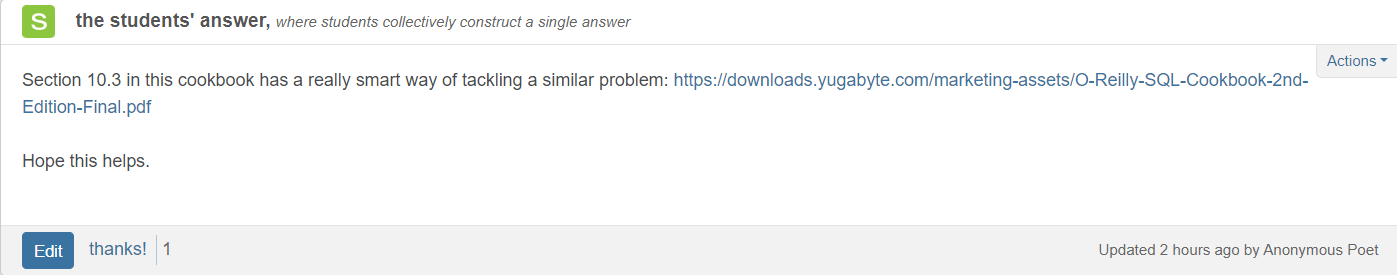 S the students' answer, where students collectively construct a single answer
Actions
Section 10.3 in this cookbook has a really smart way of tackling a similar problem: https://downloads.yugabyte.com/marketing-assets/O-Reilly-SQL-Cookbook-2nd-
Edition-Final.pdf
Hope this helps.
Edit thanks! 1 Updated 2 hours ago by Anonymous Poet